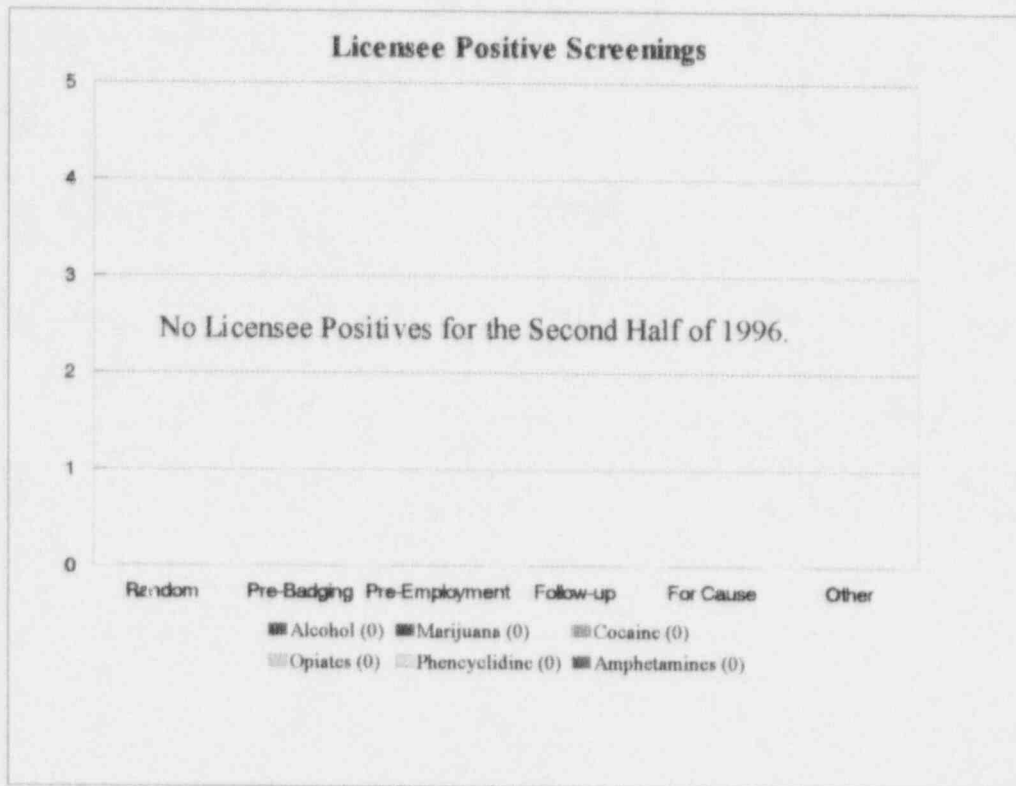 Licensee Positive Screenings
5
4
3
No Licensee Positives for the Second Half of 1996.
2
1
0
Random Pre-Badging Pre-Employment Follow-up For Cause Other
Alcohol (0) Marijuana (0) Cocaine (0)
Opiates (0) Phencyclidine (0) Amphetamines (0)